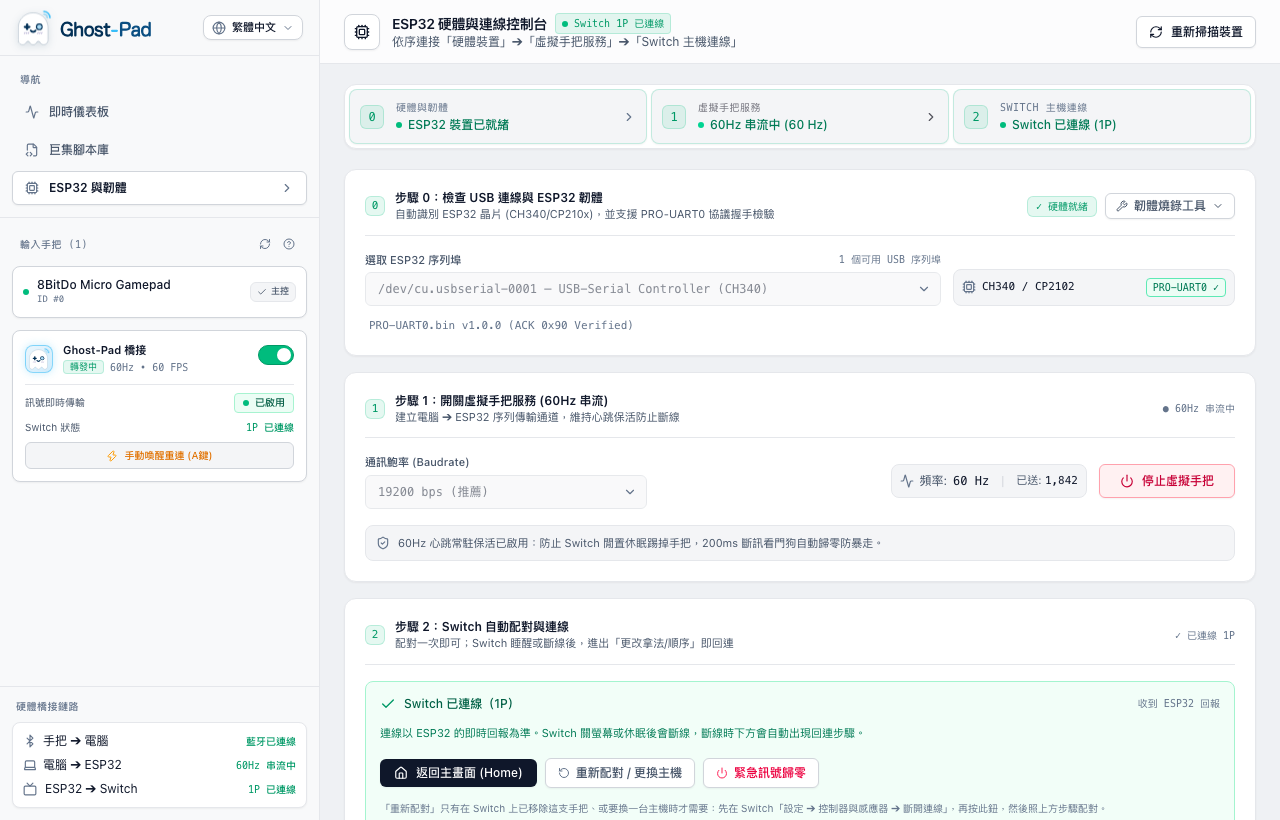 Ghost-Pad
繁體中文
導航
即時儀表板
巨集腳本庫
ESP32 與韌體
輸入手把 (1)
8BitDo Micro Gamepad
ID #0
主控
Ghost-Pad 橋接
轉發中 60Hz • 60 FPS
訊號即時傳輸
已啟用
Switch 狀態
1P 已連線
手動喚醒重連 (A鍵)
硬體橋接鏈路
手把 ➔ 電腦
藍牙已連線
電腦 ➔ ESP32
60Hz 串流中
ESP32 ➔ Switch
1P 已連線
ESP32 硬體與連線控制台
Switch 1P 已連線
依序連接「硬體裝置」➔「虛擬手把服務」➔「Switch 主機連線」
重新掃描裝置
0
硬體與韌體
ESP32 裝置已就緒
1
虛擬手把服務
60Hz 串流中 (60 Hz)
2
SWITCH 主機連線
Switch 已連線 (1P)
0
步驟 0：檢查 USB 連線與 ESP32 韌體
自動識別 ESP32 晶片 (CH340/CP210x)，並支援 PRO-UART0 協議握手檢驗
✓ 硬體就緒
韌體燒錄工具
選取 ESP32 序列埠
1 個可用 USB 序列埠
/dev/cu.usbserial-0001 — USB-Serial Controller (CH340)
CH340 / CP2102
PRO-UART0 ✓
PRO-UART0.bin v1.0.0 (ACK 0x90 Verified)
1
步驟 1：開關虛擬手把服務 (60Hz 串流)
建立電腦 ➔ ESP32 序列傳輸通道，維持心跳保活防止斷線
● 60Hz 串流中
通訊鮑率 (Baudrate)
19200 bps (推薦)
頻率: 60 Hz | 已送: 1,842
停止虛擬手把
60Hz 心跳常駐保活已啟用：防止 Switch 閒置休眠踢掉手把，200ms 斷訊看門狗自動歸零防暴走。
2
步驟 2：Switch 自動配對與連線
配對一次即可；Switch 睡醒或斷線後，進出「更改拿法/順序」即回連
✓ 已連線 1P
Switch 已連線（1P）
收到 ESP32 回報
連線以 ESP32 的即時回報為準。Switch 關螢幕或休眠後會斷線，斷線時下方會自動出現回連步驟。
返回主畫面 (Home)
重新配對 / 更換主機
緊急訊號歸零
「重新配對」只有在 Switch 上已移除這支手把、或要換一台主機時才需要：先在 Switch「設定 ➔ 控制器與感應器 ➔ 斷開連線」，再按此鈕，然後照上方步驟配對。